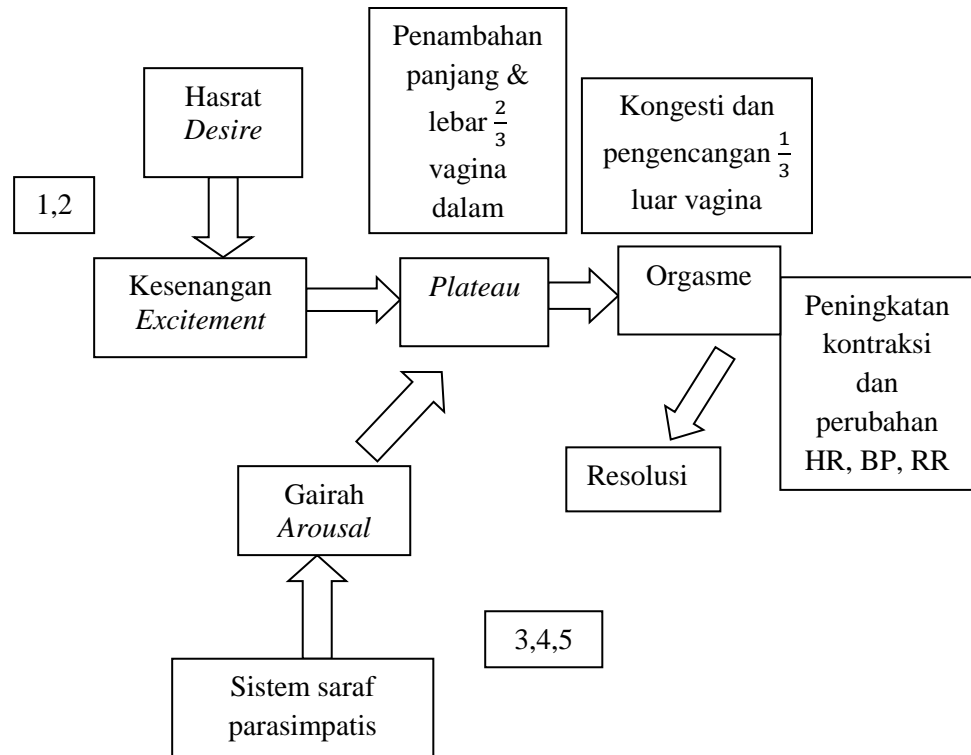 Penambahan
panjang &
lebar 2/3
vagina
dalam
Hasrat
Desire
Kongesti dan
pengencangan 1/3
luar vagina
1,2
Kesenangan
Excitement
Plateau
Orgasme
Peningkatan
kontraksi
dan
perubahan
HR, BP, RR
Resolusi
Gairah
Arousal
3,4,5
Sistem saraf
parasimpatis